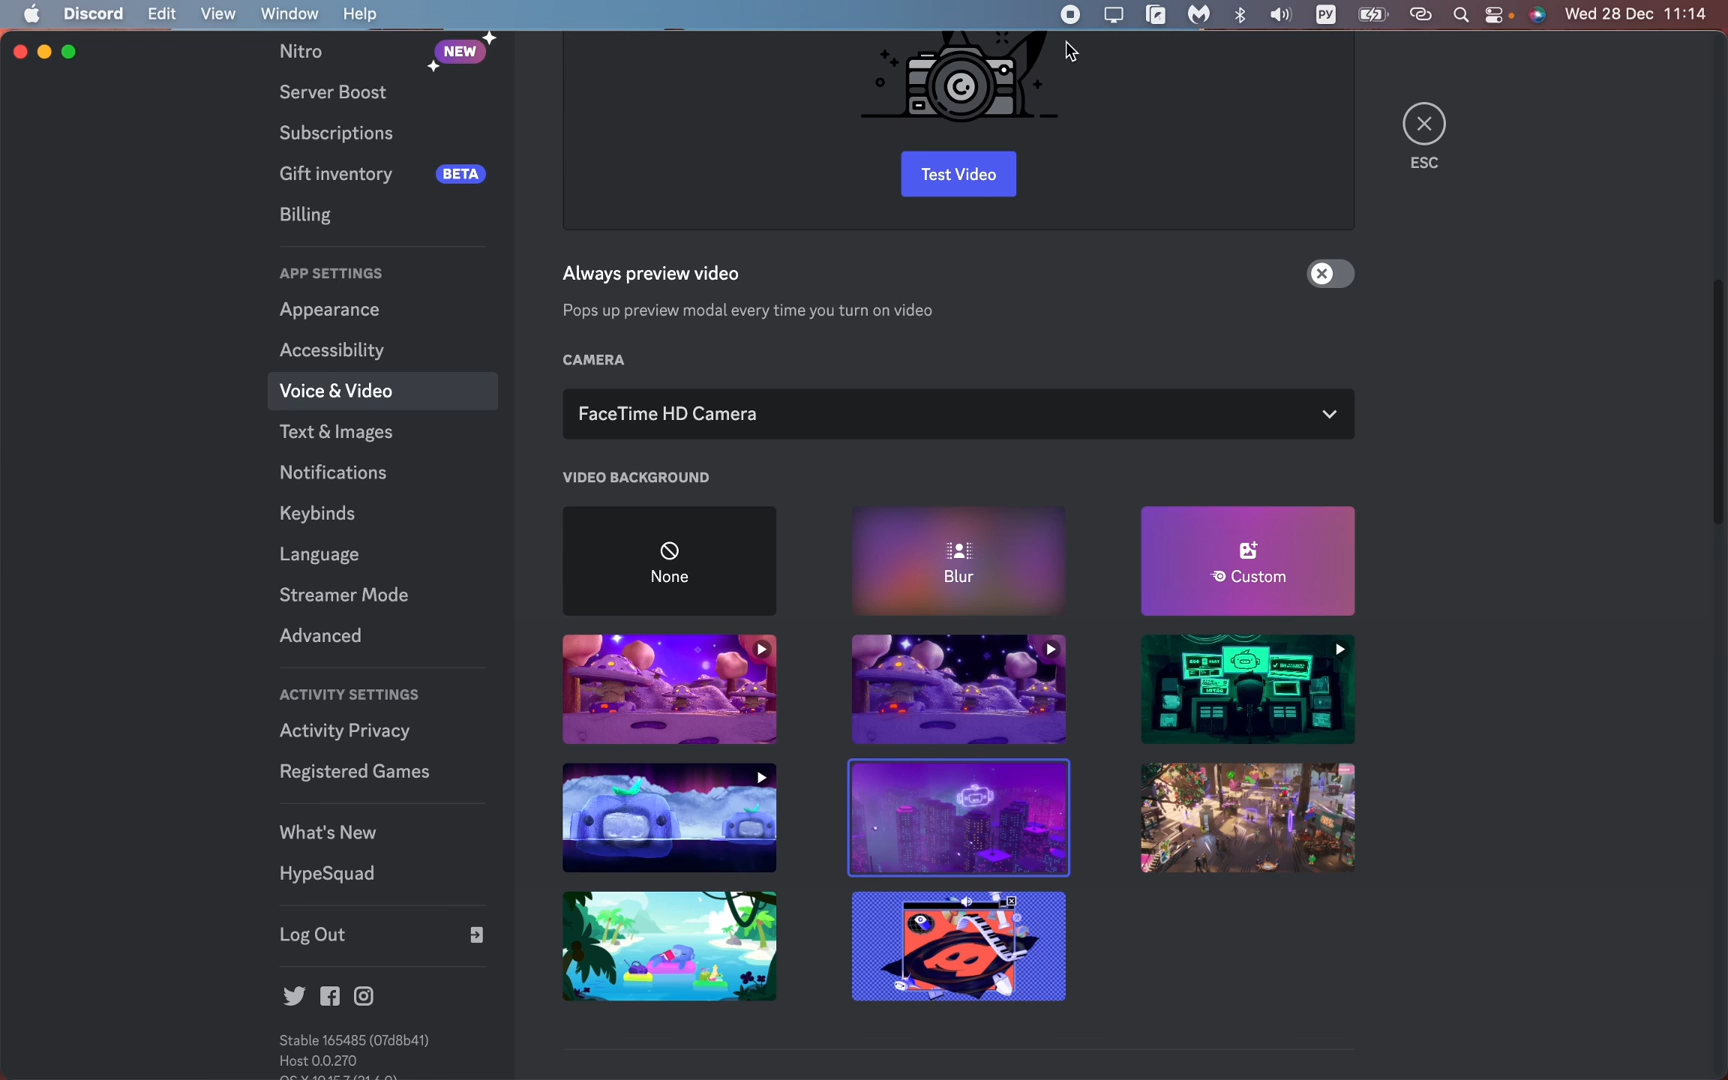 Discord Edit View Window Help РУ Wed 28 Dec 11:14
Nitro NEW
Server Boost
Subscriptions
Gift inventory BETA
Billing
APP SETTINGS
Appearance
Accessibility
Voice & Video
Text & Images
Notifications
Keybinds
Language
Streamer Mode
Advanced
ACTIVITY SETTINGS
Activity Privacy
Registered Games
What's New
HypeSquad
Log Out
Stable 165485 (07d8b41)
Host 0.0.270
Test Video
ESC
Always preview video
Pops up preview modal every time you turn on video
CAMERA
FaceTime HD Camera
VIDEO BACKGROUND
None
Blur
Custom